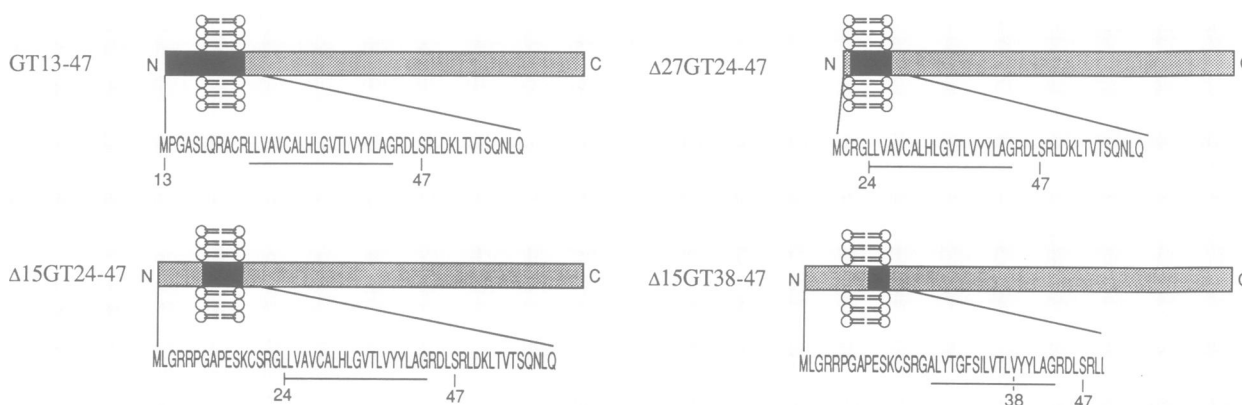 GT13-47
N
C
MPGASLQRACRLLVAVCALHLGVTLVYYLAGRDLSRLDKLTVTSQNLQ
13
47
Δ27GT24-47
N
MCRGLLVAVCALHLGVTLVYYLAGRDLSRLDKLTVTSQNLQ
24
47
Δ15GT24-47
N
C
MLGRRPGAPESKCSRGLLVAVCALHLGVTLVYYLAGRDLSRLDKLTVTSQNLQ
24
47
Δ15GT38-47
N
MLGRRPGAPESKCSRGALYTGFSILVTLVYYLAGRDLSRLI
38
47